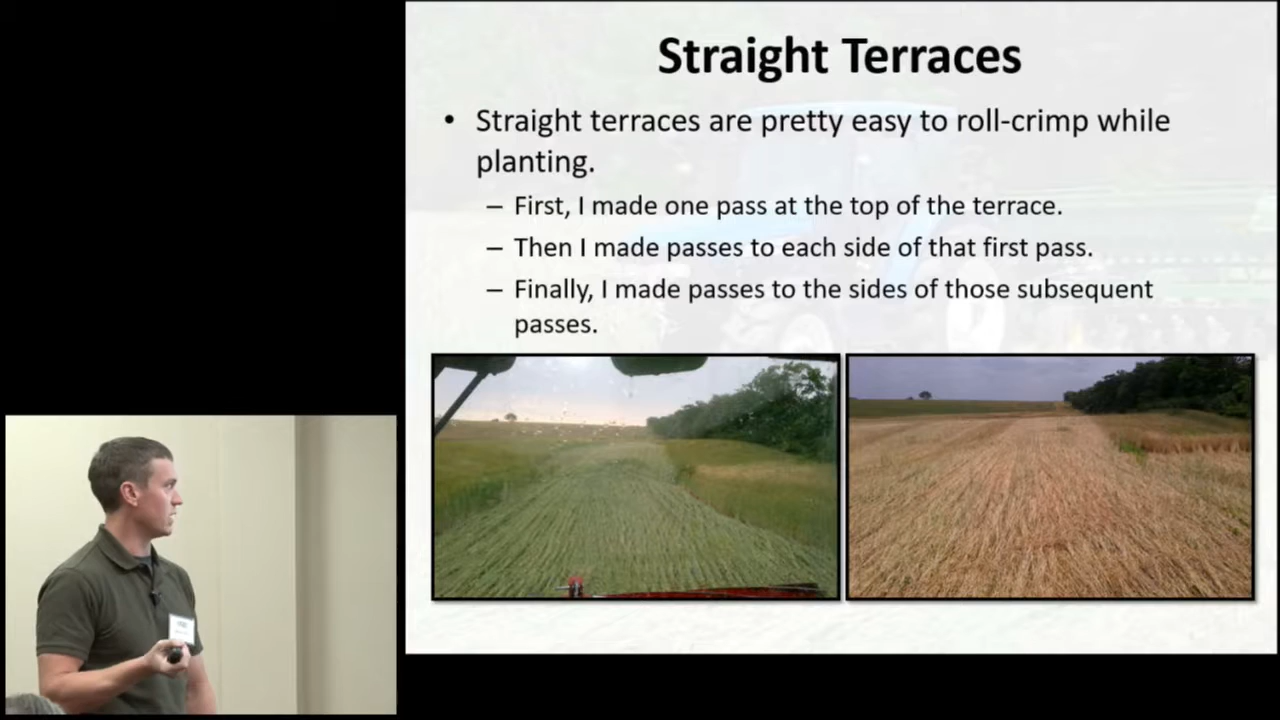 Straight Terraces
• Straight terraces are pretty easy to roll-crimp while
planting.
– First, I made one pass at the top of the terrace.
– Then I made passes to each side of that first pass.
– Finally, I made passes to the sides of those subsequent
passes.